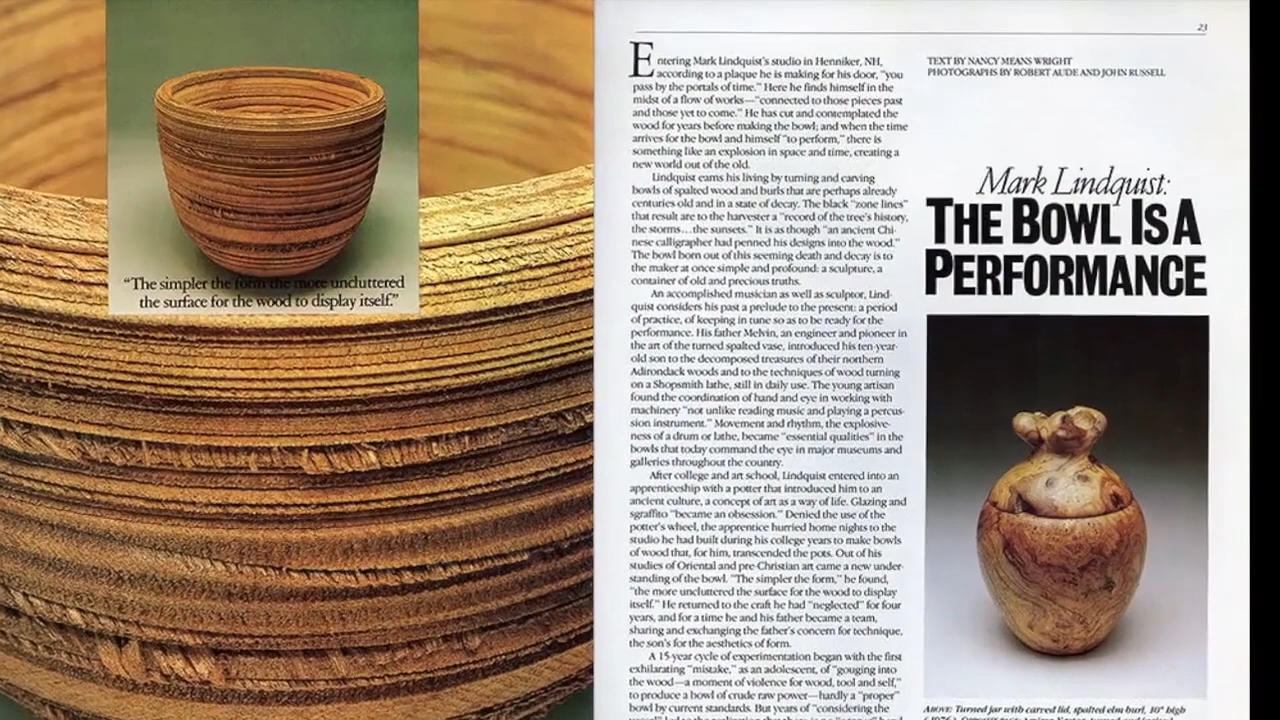 “The simpler the form the more uncluttered
the surface for the wood to display itself.”
23
Entering Mark Lindquist's studio in Henniker, NH,
according to a plaque he is making for his door, “you
pass by the portals of time.” Here he finds himself in the
midst of a flow of works—“connected to those pieces past
and those yet to come.” He has cut and contemplated the
wood for years before making the bowl; and when the time
arrives for the bowl and himself “to perform,” there is
something like an explosion in space and time, creating a
new world out of the old.
Lindquist earns his living by turning and carving
bowls of spalted wood and burls that are perhaps already
centuries old and in a state of decay. The black “zone lines”
that result are to the harvester a “record of the tree's history,
the storms...the sunsets.” It is as though “an ancient Chi-
nese calligrapher had penned his designs into the wood.”
The bowl born out of this seeming death and decay is to
the maker at once simple and profound: a sculpture, a
container of old and precious truths.
An accomplished musician as well as sculptor, Lind-
quist considers his past a prelude to the present: a period
of practice, of keeping in tune so as to be ready for the
performance. His father Melvin, an engineer and pioneer in
the art of the turned spalted vase, introduced his ten-year-
old son to the decomposed treasures of their northern
Adirondack woods and to the techniques of wood turning
on a Shopsmith lathe, still in daily use. The young artisan
found the coordination of hand and eye in working with
machinery “not unlike reading music and playing a percus-
sion instrument.” Movement and rhythm, the explosive-
ness of a drum or lathe, became “essential qualities” in the
bowls that today command the eye in major museums and
galleries throughout the country.
After college and art school, Lindquist entered into an
apprenticeship with a potter that introduced him to an
ancient culture, a concept of art as a way of life. Glazing and
sgraffito “became an obsession.” Denied the use of the
potter's wheel, the apprentice hurried home nights to the
studio he had built during his college years to make bowls
of wood that, for him, transcended the pots. Out of his
studies of Oriental and pre-Christian art came a new under-
standing of the bowl. “The simpler the form,” he found,
“the more uncluttered the surface for the wood to display
itself.” He returned to the craft he had “neglected” for four
years, and for a time he and his father became a team,
sharing and exchanging the father's concern for technique,
the son's for the aesthetics of form.
A 15-year cycle of experimentation began with the first
exhilarating “mistake,” as an adolescent, of “gouging into
the wood—a moment of violence for wood, tool and self,”
to produce a bowl of crude raw power—hardly a “proper”
bowl by current standards. But years of “considering the
TEXT BY NANCY MEANS WRIGHT
PHOTOGRAPHS BY ROBERT AUDE AND JOHN RUSSELL
Mark Lindquist:
THE BOWL IS A
PERFORMANCE
ABOVE: Turned jar with carved lid, spalted elm burl, 10" high